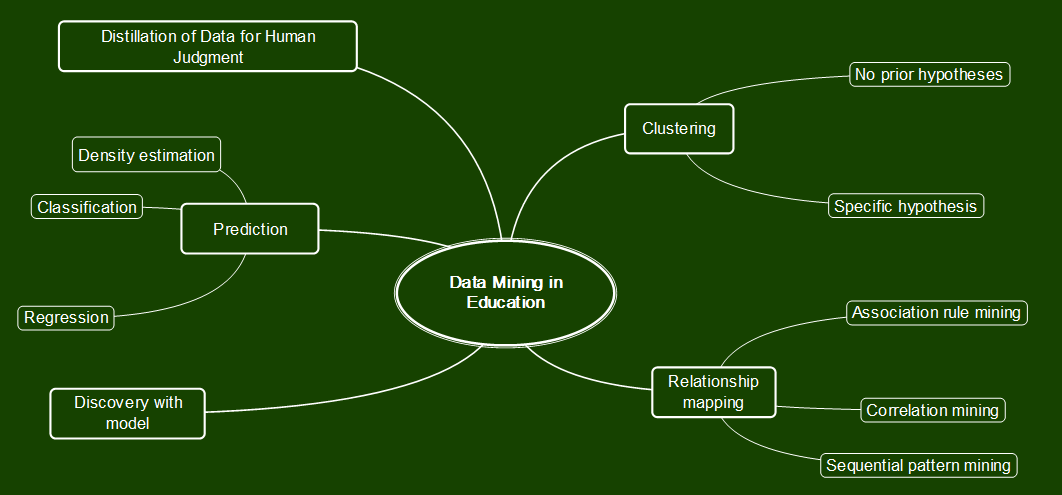 Distillation of Data for Human
Judgment
Density estimation
Classification
Prediction
Regression
Discovery with
model
Data Mining in
Education
No prior hypotheses
Clustering
Specific hypothesis
Association rule mining
Relationship
mapping
Correlation mining
Sequential pattern mining